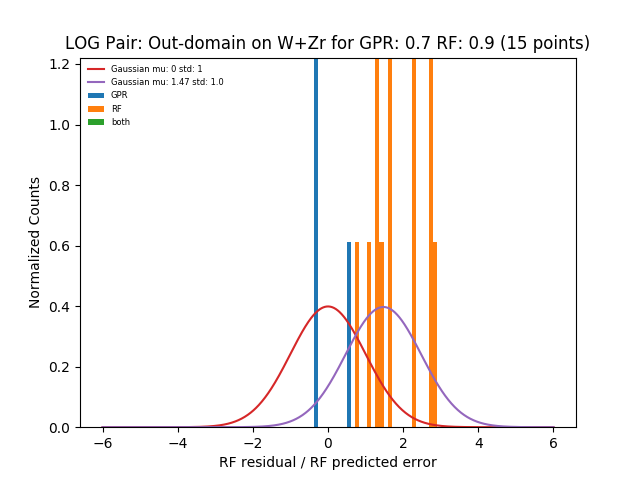 LOG Pair: Out-domain on W+Zr for GPR: 0.7 RF: 0.9 (15 points)
Gaussian mu: 0 std: 1
Gaussian mu: 1.47 std: 1.0
GPR
RF
both
Normalized Counts
1.2
1.0
0.8
0.6
0.4
0.2
0.0
−6 −4 −2 0 2 4 6
RF residual / RF predicted error